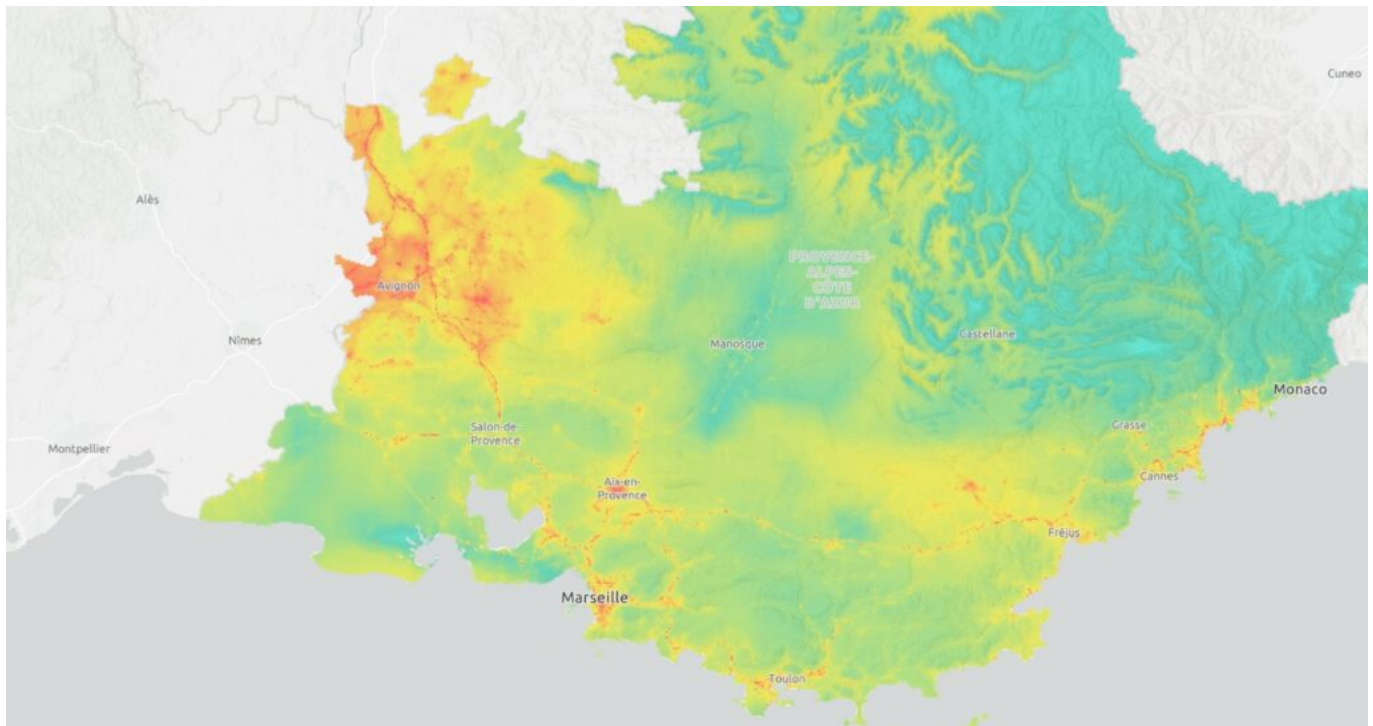 Cuneo
Alès
PROVENCE-
ALPEN-
CÔTE
D'AZUR
Avignon
Nîmes
Manosque
Castellane
Monaco
Salon-de-
Provence
Grasse
Montpellier
Cannes
Aix-en-
Provence
Fréjus
Marseille
Toulon